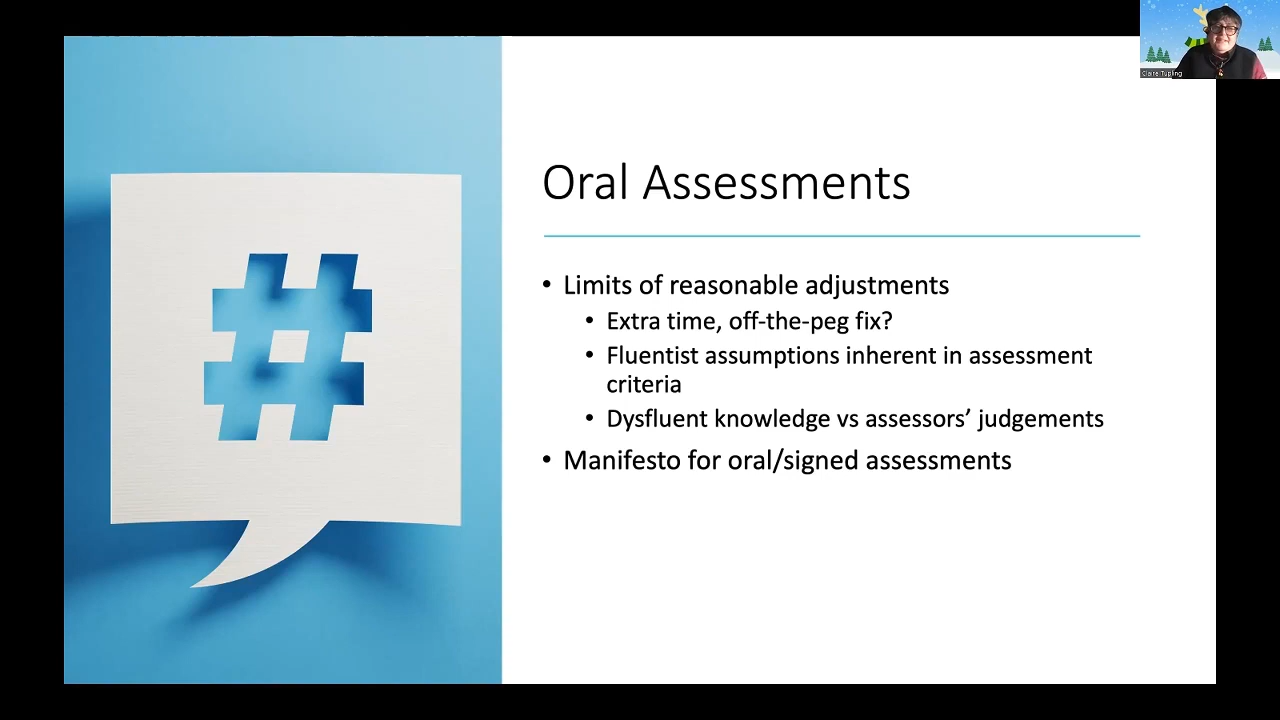 Claire Tupling
Oral Assessments
• Limits of reasonable adjustments
• Extra time, off-the-peg fix?
• Fluentist assumptions inherent in assessment
criteria
• Dysfluent knowledge vs assessors’ judgements
• Manifesto for oral/signed assessments
#